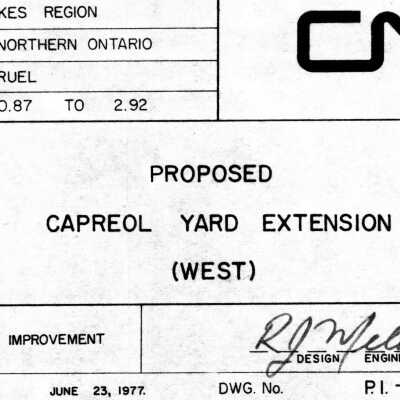 KES REGION
NORTHERN ONTARIO
RUEL
0.87 TO 2.92
CN
PROPOSED
CAPREOL YARD EXTENSION
(WEST)
IMPROVEMENT
DESIGN ENGIN
JUNE 23, 1977.
DWG. No. P.I. -